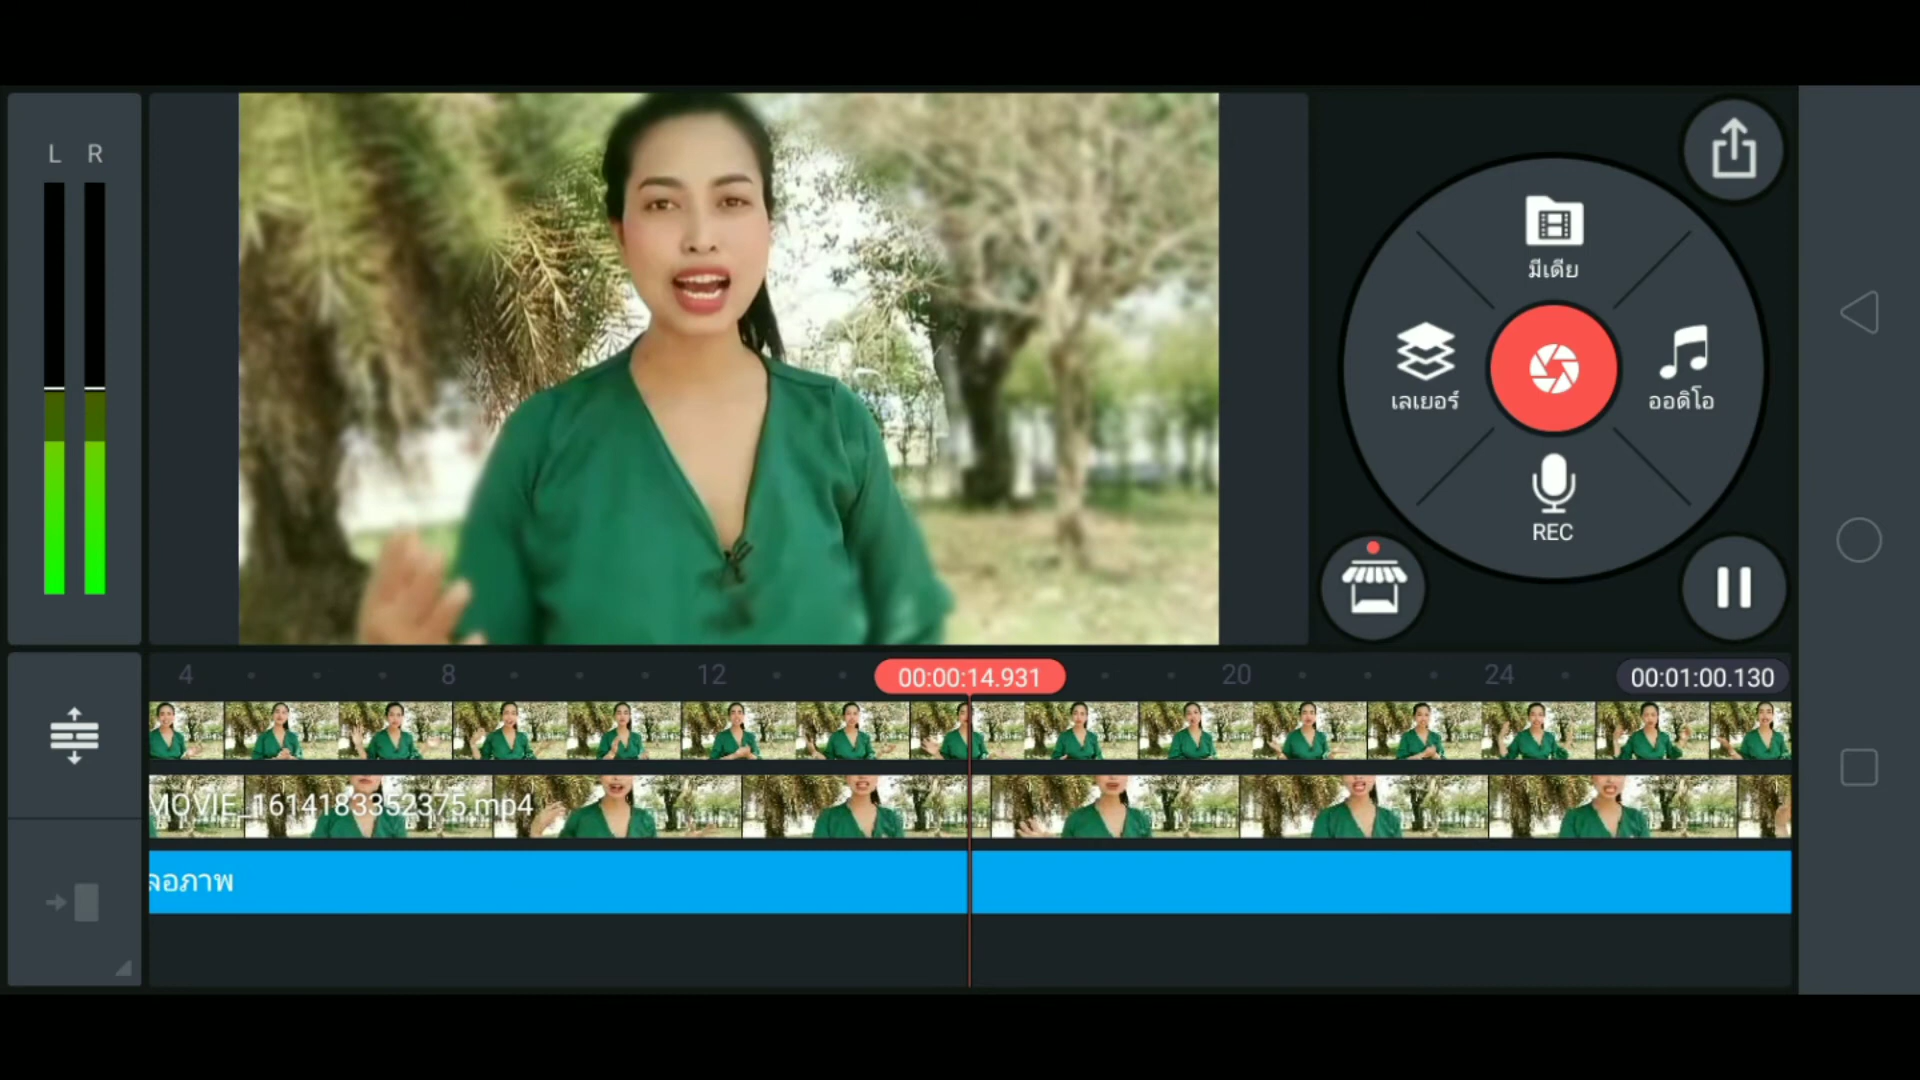 L R
มีเดีย
เลเยอร์
ออดิโอ
REC
4 8 12 00:00:14.931 20 24 00:01:00.130
MOVIE_1614183352375.mp4
ลอภาพ